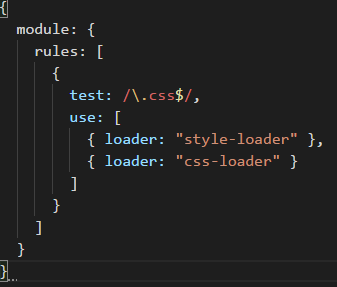 {
  module: {
    rules: [
      {
        test: /\.css$/,
        use: [
          { loader: "style-loader" },
          { loader: "css-loader" }
        ]
      }
    ]
  }
}